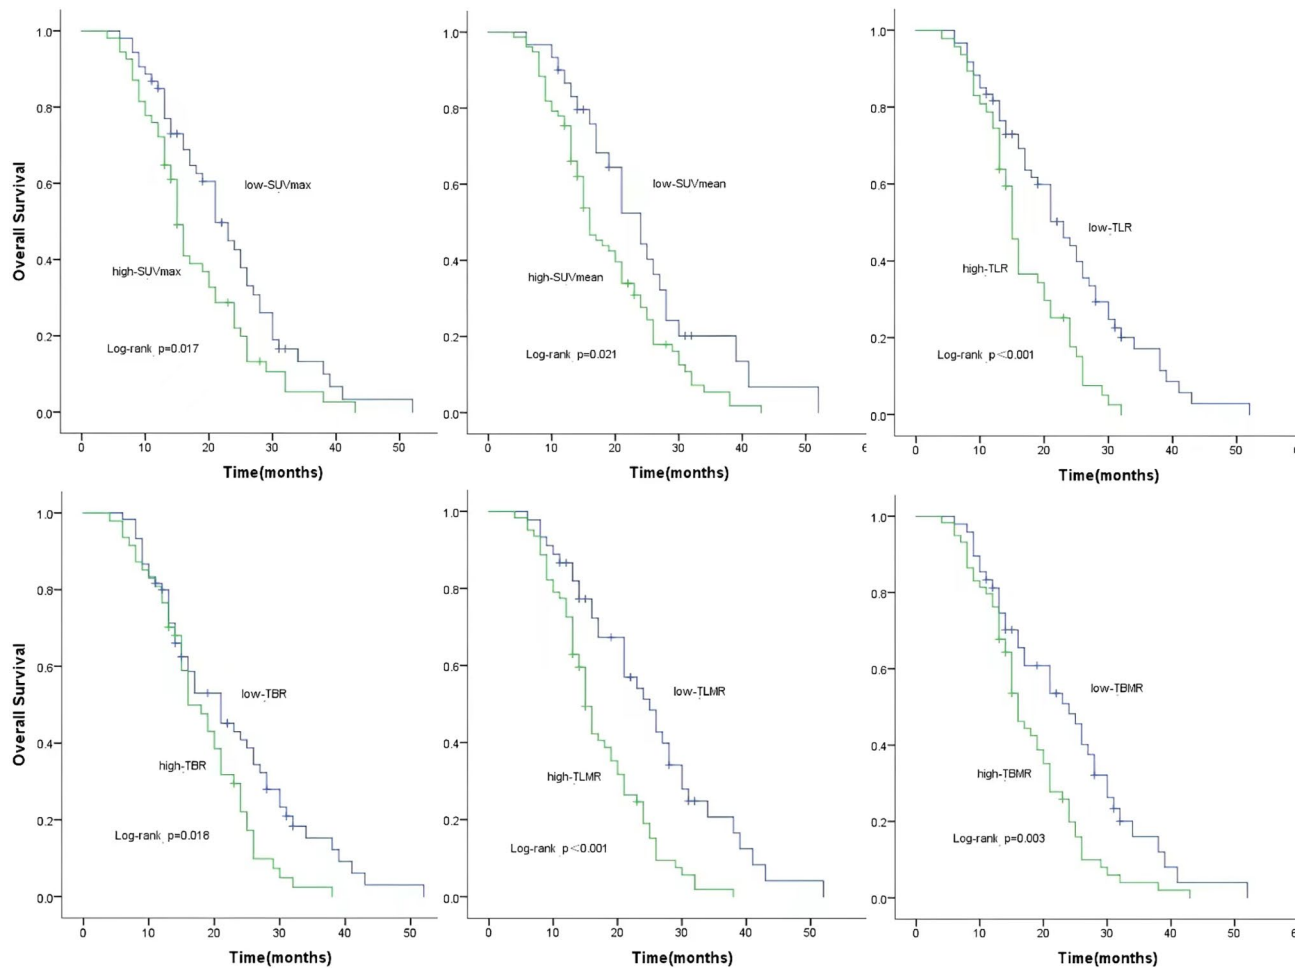 1.0
0.8
0.6
0.4
0.2
0.0
Overall Survival
low-SUVmax
high-SUVmax
Log-rank p=0.017
0 10 20 30 40 50
Time(months)
1.0
0.8
0.6
0.4
0.2
0.0
low-SUVmean
high-SUVmean
Log-rank p=0.021
0 10 20 30 40 50
Time(months)
1.0
0.8
0.6
0.4
0.2
0.0
low-TLR
high-TLR
Log-rank p<0.001
0 10 20 30 40 50
Time(months)
1.0
0.8
0.6
0.4
0.2
0.0
Overall Survival
low-TBR
high-TBR
Log-rank p=0.018
0 10 20 30 40 50
Time(months)
1.0
0.8
0.6
0.4
0.2
0.0
low-TLMR
high-TLMR
Log-rank p<0.001
0 10 20 30 40 50
Time(months)
1.0
0.8
0.6
0.4
0.2
0.0
low-TBMR
high-TBMR
Log-rank p=0.003
0 10 20 30 40 50
Time(months)